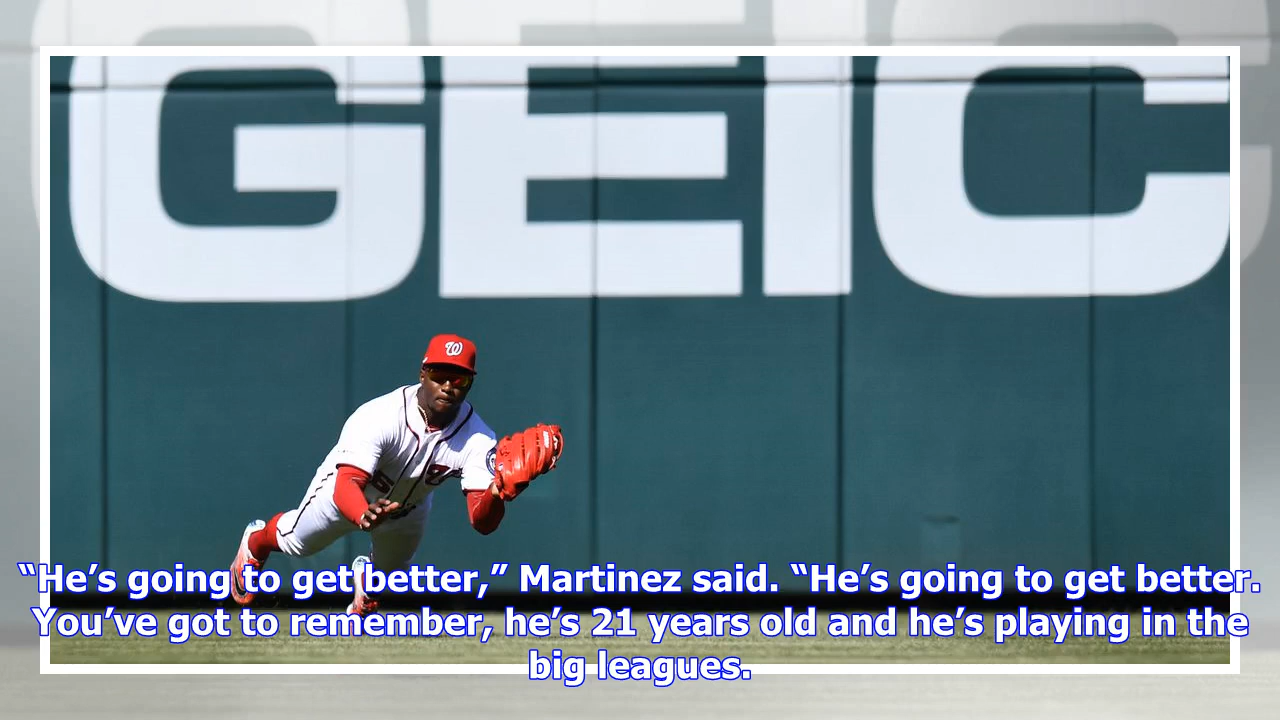 GEIC
W
“He’s going to get better,” Martinez said. “He’s going to get better.
You’ve got to remember, he’s 21 years old and he’s playing in the
big leagues.